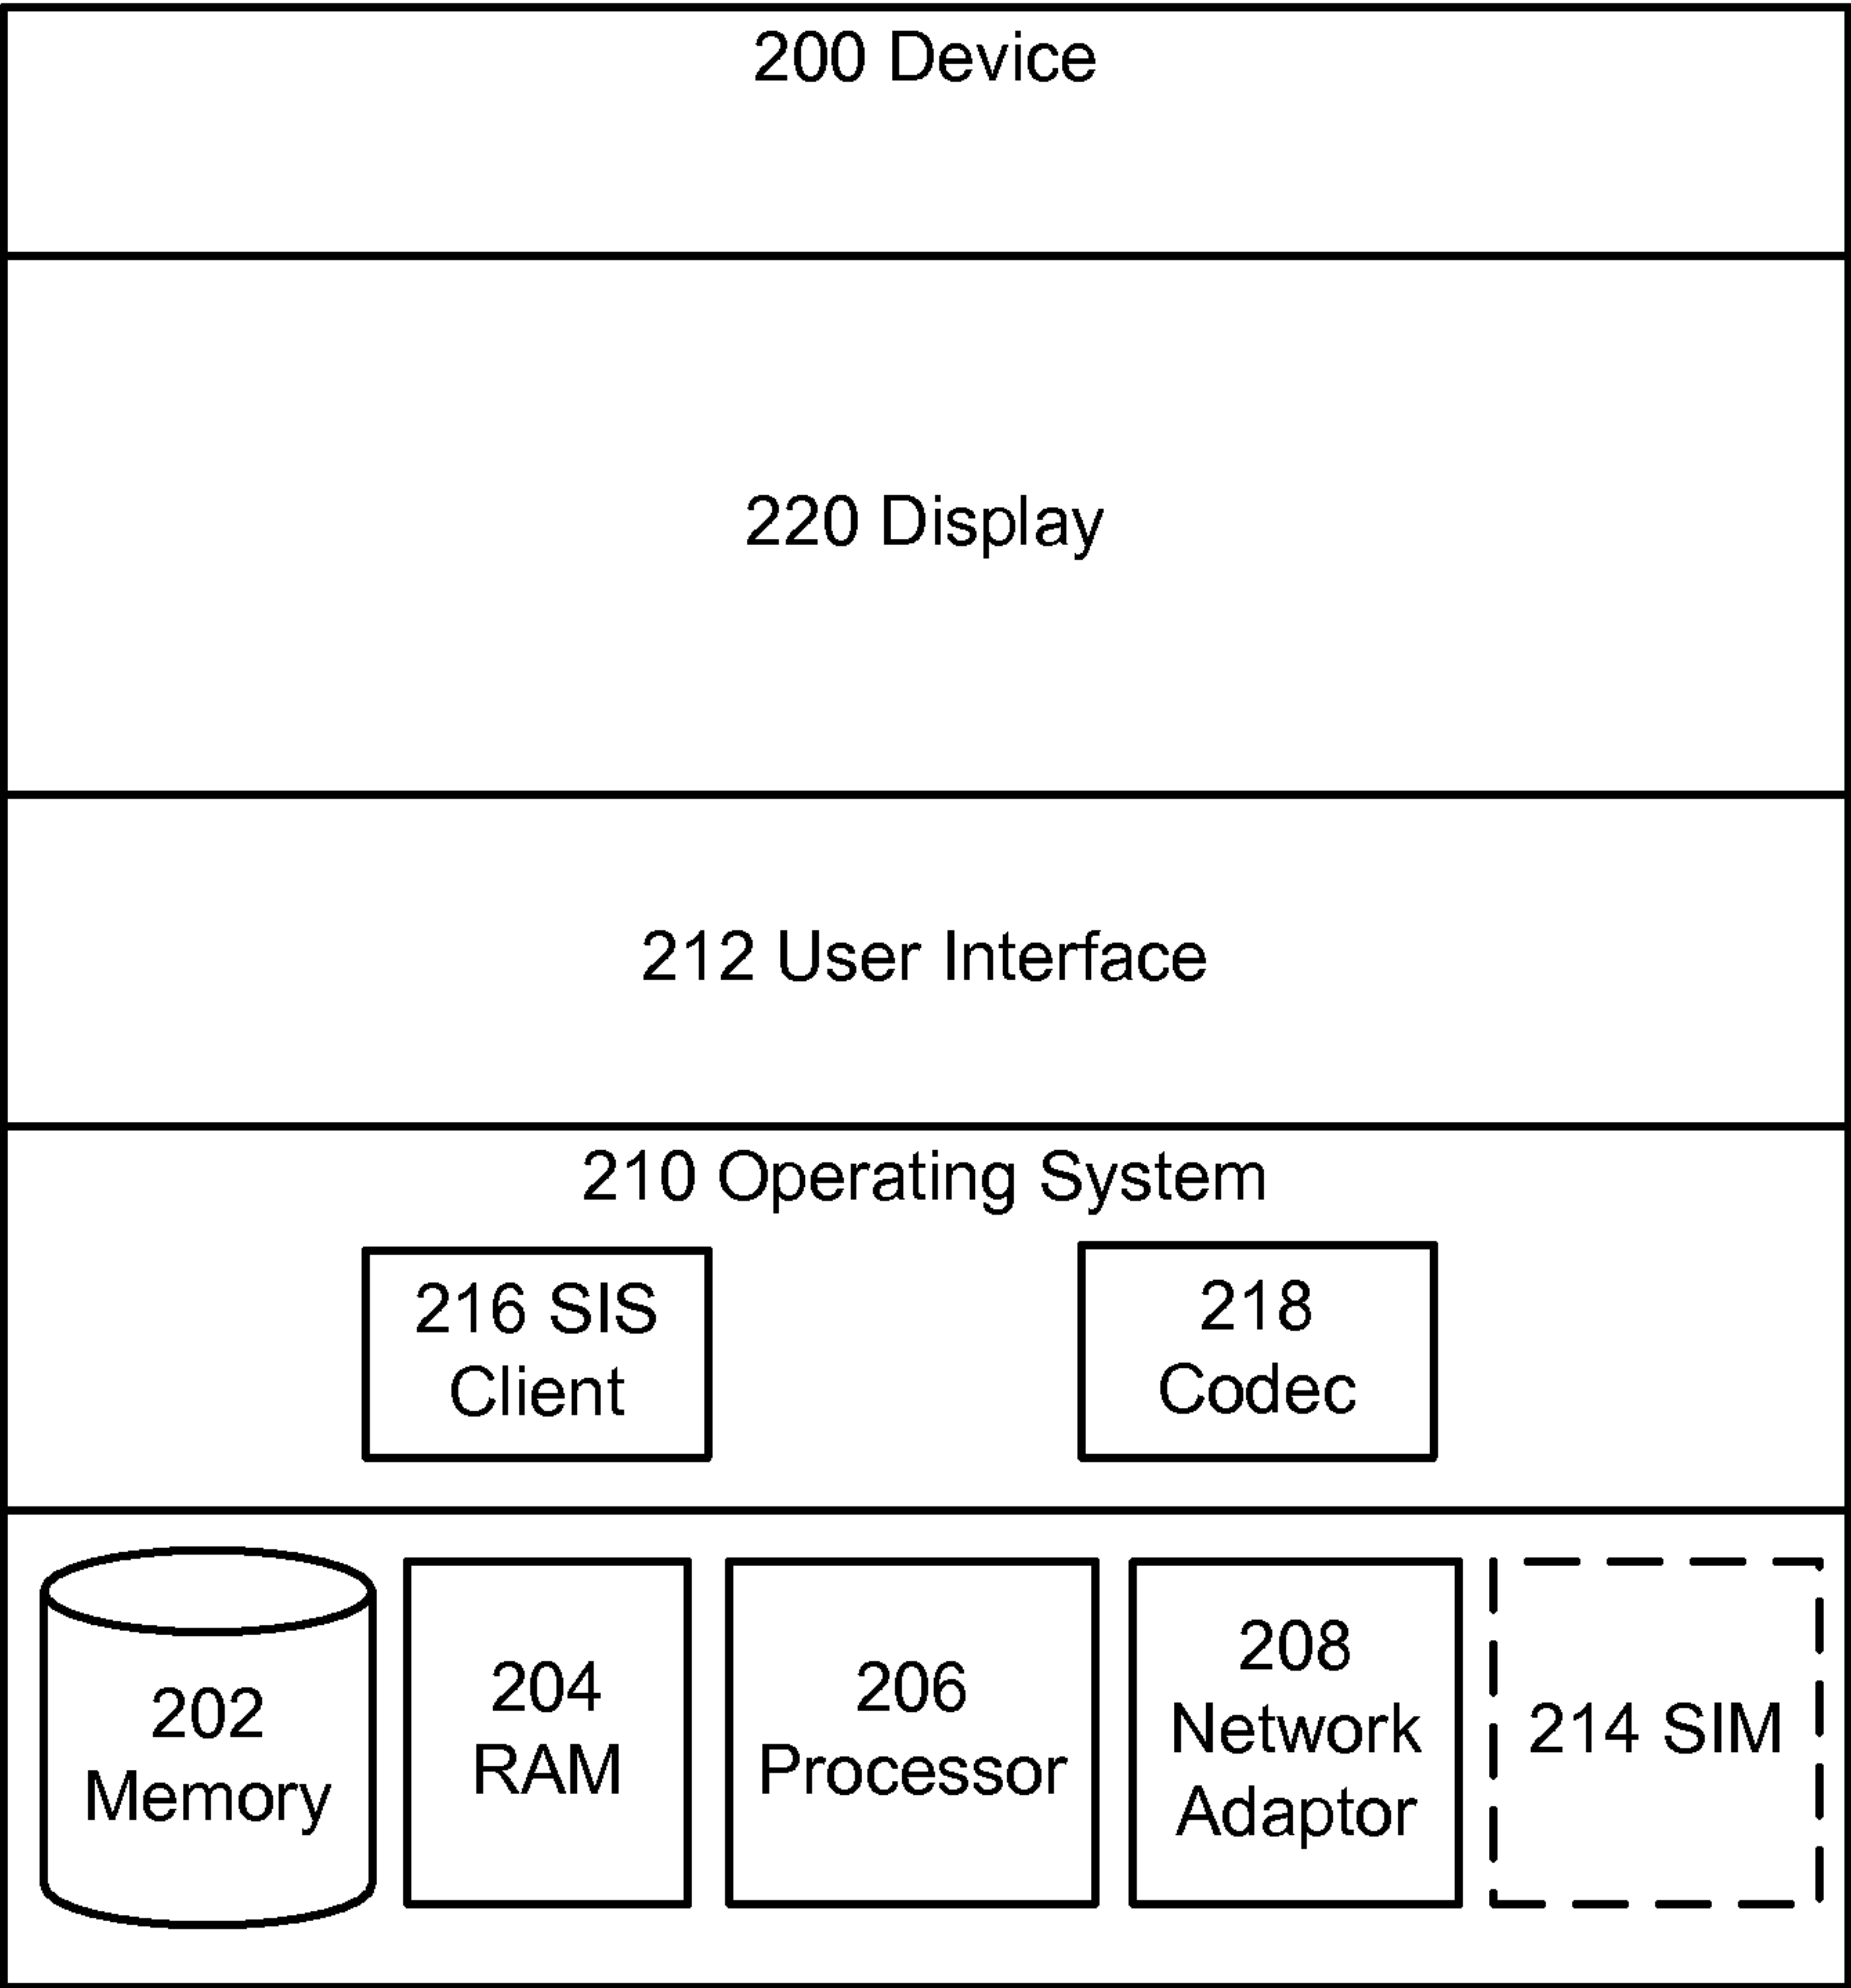 200 Device
220 Display
212 User Interface
210 Operating System
216 SIS
Client
218
Codec
202
Memory
204
RAM
206
Processor
208
Network
Adaptor
214 SIM